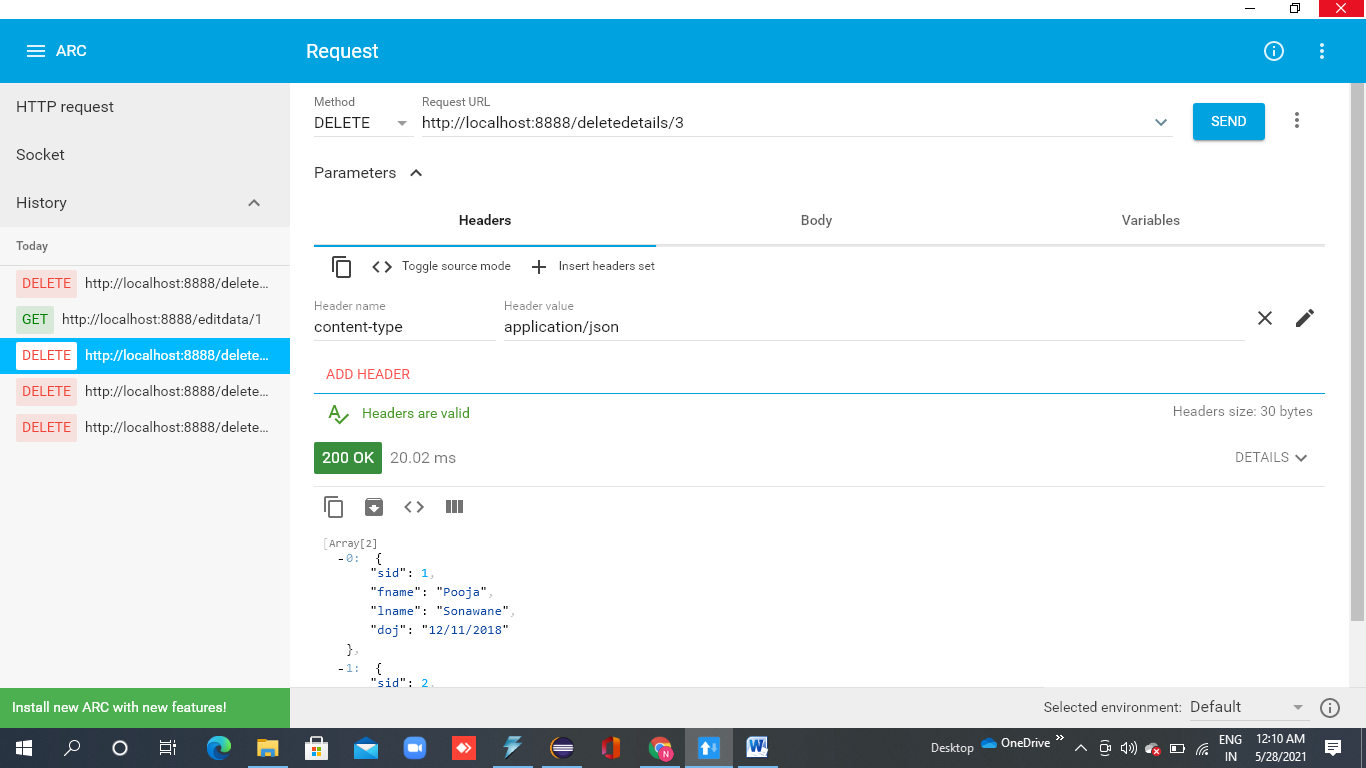 ARC
Request
HTTP request
Socket
History
Today
DELETE http://localhost:8888/delete...
GET http://localhost:8888/editdata/1
DELETE http://localhost:8888/delete...
DELETE http://localhost:8888/delete...
DELETE http://localhost:8888/delete...
Install new ARC with new features!
Method
Request URL
DELETE
http://localhost:8888/deletedetails/3
SEND
Parameters
Headers
Body
Variables
Toggle source mode
Insert headers set
Header name
Header value
content-type
application/json
ADD HEADER
Headers are valid
Headers size: 30 bytes
200 OK
20.02 ms
DETAILS
[Array[2]
-0: {
"sid": 1,
"fname": "Pooja",
"lname": "Sonawane",
"doj": "12/11/2018"
},
-1: {
"sid": 2,
Selected environment: Default
Desktop
OneDrive
ENG
IN
12:10 AM
5/28/2021